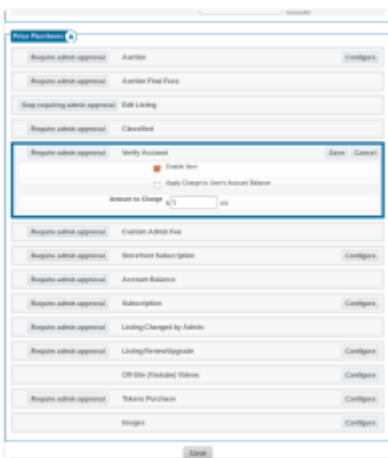 Price Plan Items
Require admin approval Auction Configure
Require admin approval Auction Final Fees
Stop requiring admin approval Edit Listing
Require admin approval Classified
Require admin approval Verify Account Save Cancel
Enable Item
Apply Charge to User's Account Balance
Amount to Charge $
Require admin approval Custom Admin Fee
Require admin approval Storefront Subscription Configure
Require admin approval Account Balance Configure
Require admin approval Subscription Configure
Require admin approval Listing Changed by Admin
Require admin approval Listing Renew/Upgrade Configure
Off-Site (Youtube) Videos Configure
Require admin approval Tokens Purchase Configure
Images Configure
Save